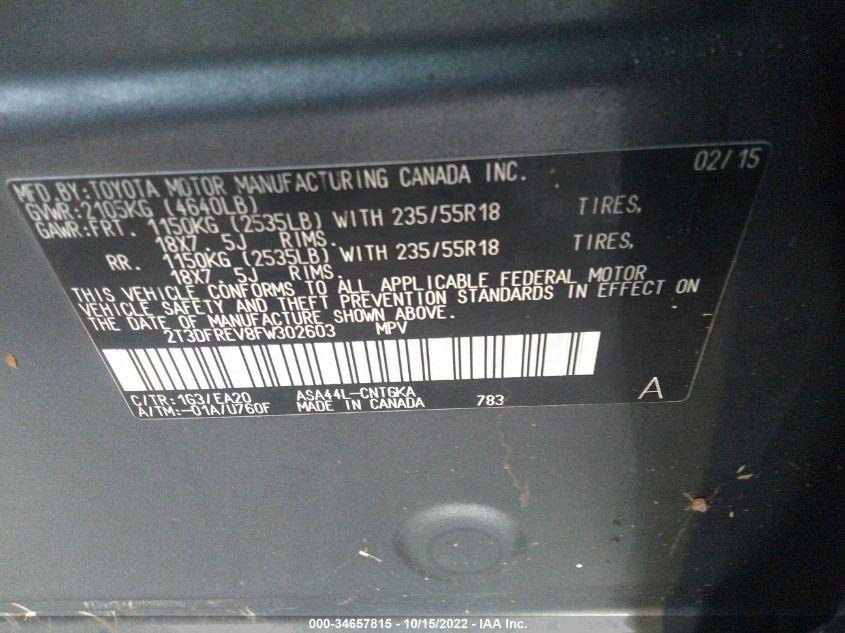 MFD.BY:TOYOTA MOTOR MANUFACTURING CANADA INC. 02/15
GVWR:2105KG (4640LB)
GAWR:FRT. 1150KG (2535LB) WITH 235/55R18 TIRES,
18X7.5J RIMS.
RR. 1150KG (2535LB) WITH 235/55R18 TIRES,
18X7.5J RIMS.
THIS VEHICLE CONFORMS TO ALL APPLICABLE FEDERAL MOTOR
VEHICLE SAFETY AND THEFT PREVENTION STANDARDS IN EFFECT ON
THE DATE OF MANUFACTURE SHOWN ABOVE.
2T3DFREV8FW302603 MPV
C/TR:1G3/EA20 ASA44L-CNTGKA
A/TM:-01A/U760F MADE IN CANADA 783 A
000-34657815 - 10/15/2022 - IAA Inc.